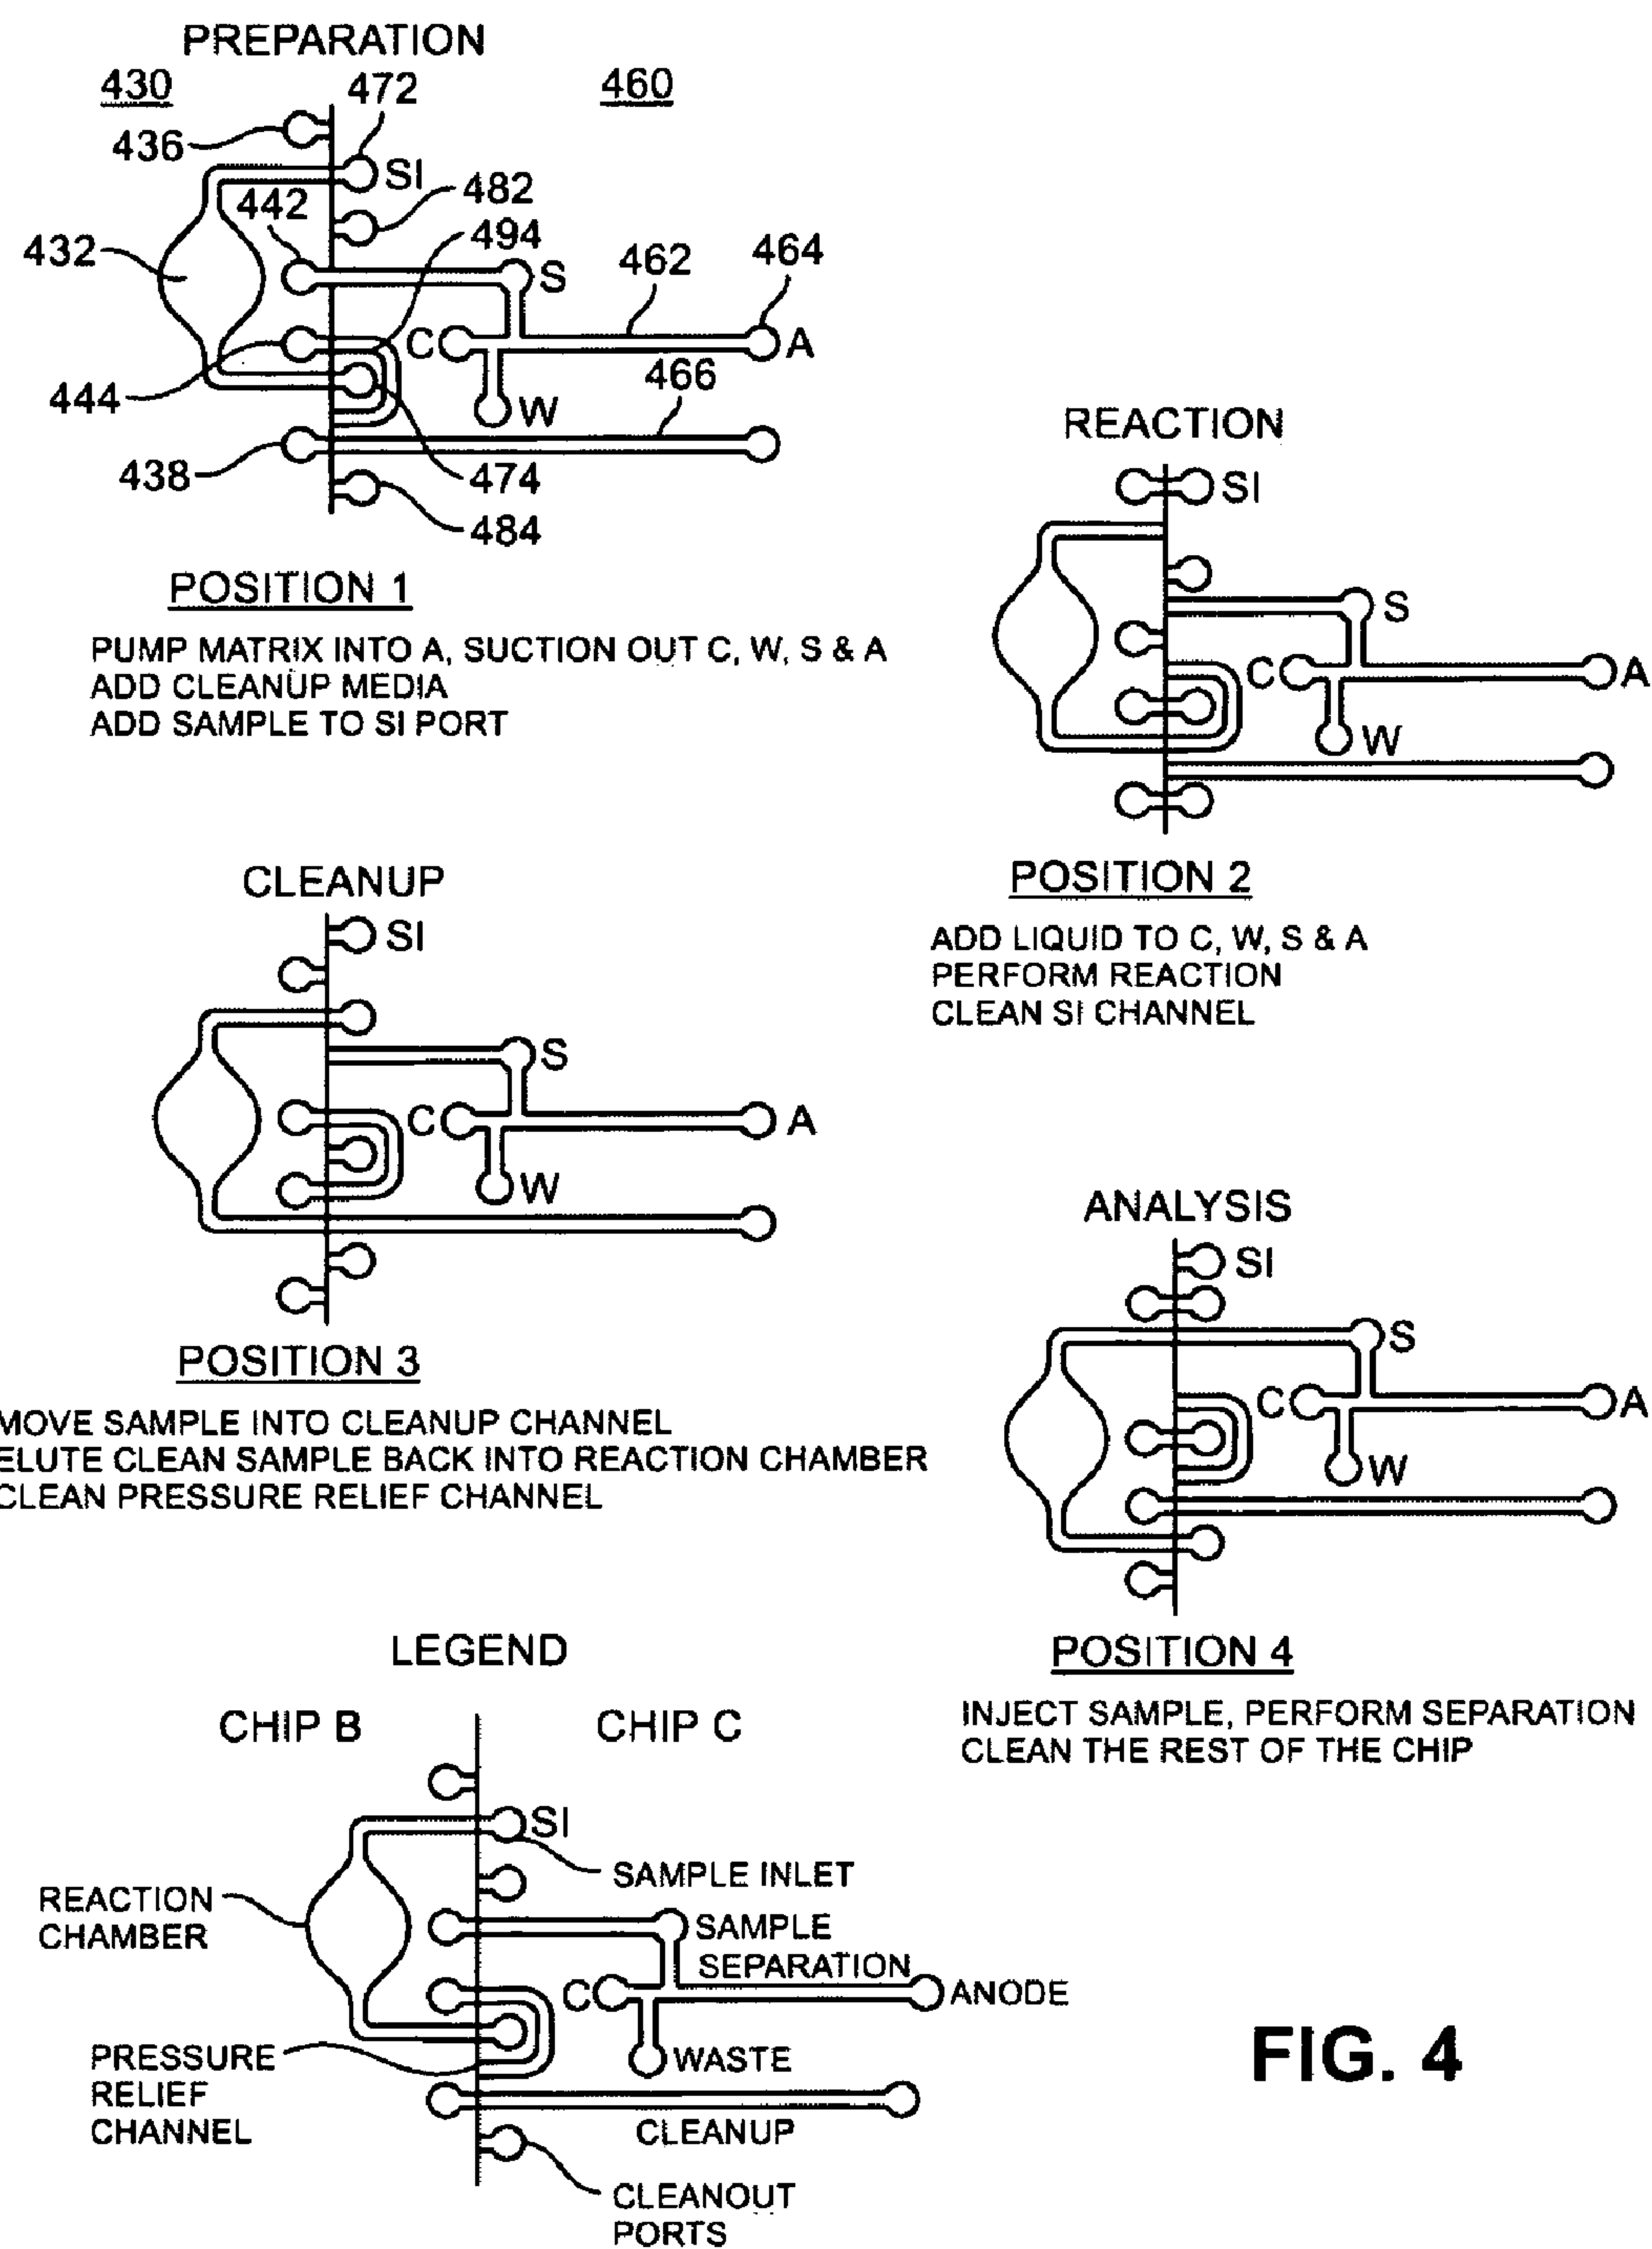 PREPARATION
430
472
460
436
SI
482
442
494
432
S
462
464
C
A
466
444
W
438
474
484
POSITION 1
PUMP MATRIX INTO A, SUCTION OUT C, W, S & A
ADD CLEANUP MEDIA
ADD SAMPLE TO SI PORT
REACTION
SI
S
C
A
W
POSITION 2
ADD LIQUID TO C, W, S & A
PERFORM REACTION
CLEAN SI CHANNEL
CLEANUP
SI
S
C
A
W
POSITION 3
MOVE SAMPLE INTO CLEANUP CHANNEL
ELUTE CLEAN SAMPLE BACK INTO REACTION CHAMBER
CLEAN PRESSURE RELIEF CHANNEL
ANALYSIS
SI
S
C
A
W
POSITION 4
INJECT SAMPLE, PERFORM SEPARATION
CLEAN THE REST OF THE CHIP
LEGEND
CHIP B
CHIP C
SI
SAMPLE INLET
REACTION
CHAMBER
SAMPLE
SEPARATION
C
ANODE
PRESSURE
RELIEF
CHANNEL
WASTE
CLEANUP
CLEANOUT
PORTS
FIG. 4